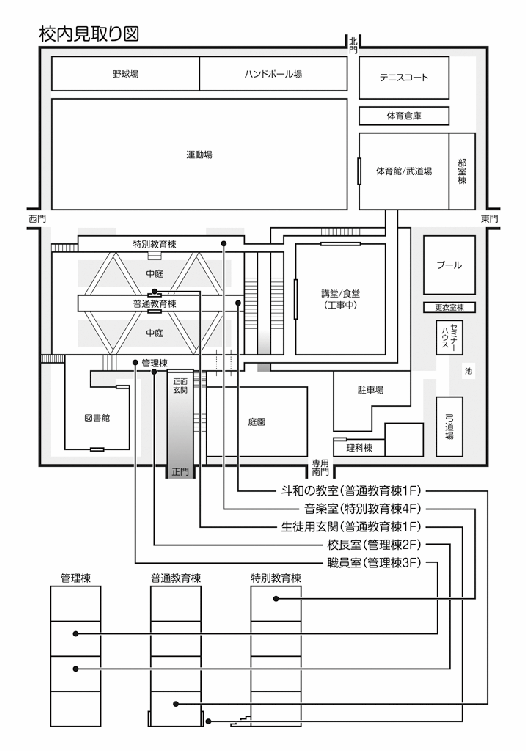 校内見取り図
北門
野球場
ハンドボール場
テニスコート
体育倉庫
運動場
体育館/武道場
部室棟
西門
東門
特別教育棟
中庭
普通教育棟
中庭
講堂/食堂
(工事中)
プール
更衣室棟
セミナーハウス
管理棟
池
正面
玄関
駐車場
図書館
庭園
弓道場
理科棟
正門
専用
南門
斗和の教室(普通教育棟1F)
音楽室(特別教育棟4F)
生徒用玄関(普通教育棟1F)
校長室(管理棟2F)
職員室(管理棟3F)
管理棟
普通教育棟
特別教育棟